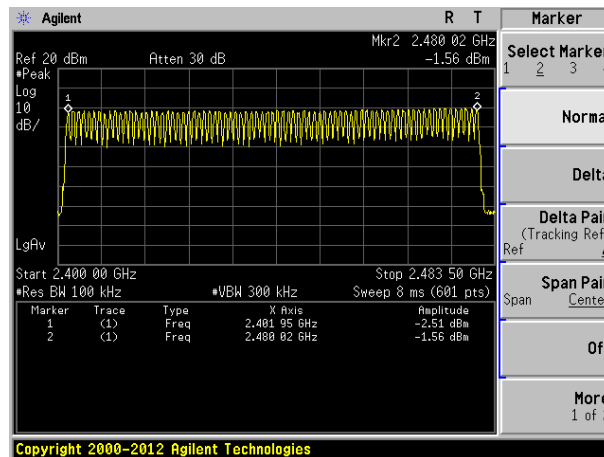 Agilent R T
Mkr2 2.480 02 GHz
Ref 20 dBm Atten 30 dB -1.56 dBm
#Peak
Log
10
dB/
1
2
LgAv
Start 2.400 00 GHz Stop 2.483 50 GHz
#Res BW 100 kHz #VBW 300 kHz Sweep 8 ms (601 pts)
Marker Trace Type X Axis Amplitude
1 (1) Freq 2.401 95 GHz -2.51 dBm
2 (1) Freq 2.480 02 GHz -1.56 dBm
Copyright 2000-2012 Agilent Technologies
Marker
Select Marker
1 2 3
Norma
Delta
Delta Pair
(Tracking Ref
Ref
Span Pair
Span Cente
Of
More
1 of